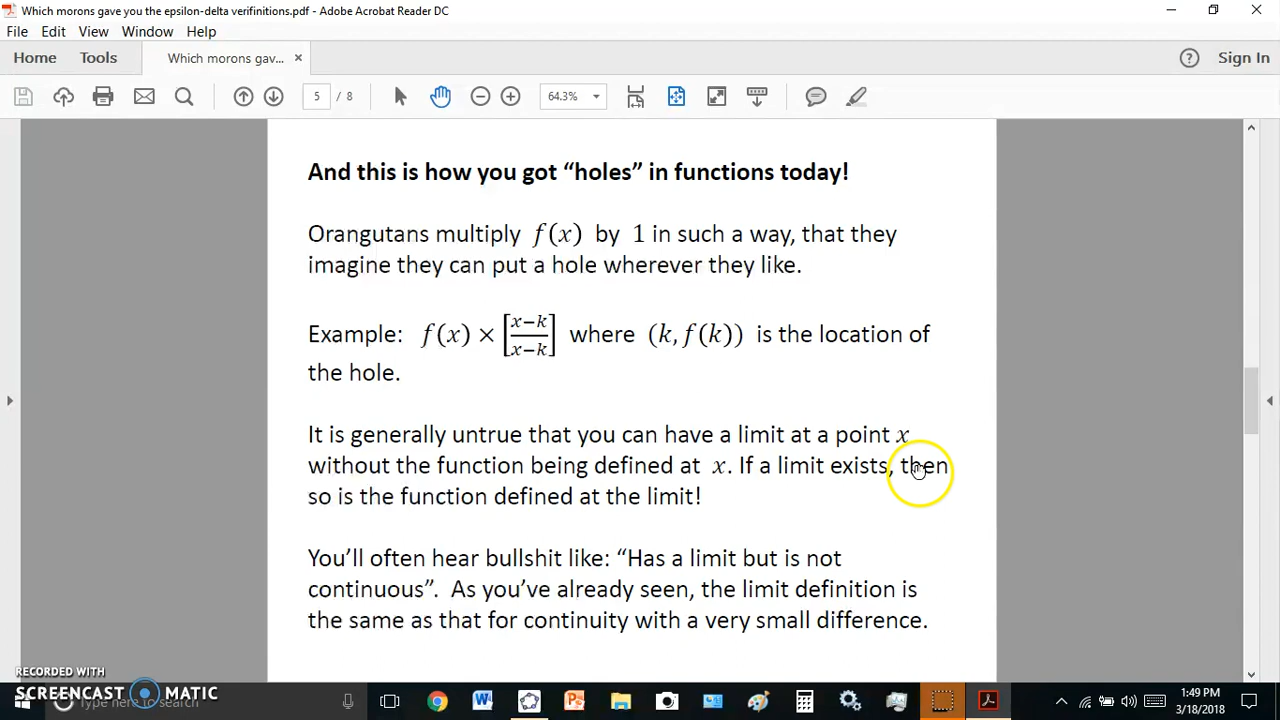 Which morons gave you the epsilon-delta verifinitions.pdf - Adobe Acrobat Reader DC
File Edit View Window Help
Home Tools Which morons gav... × ? Sign In
5 / 8 64.3%
And this is how you got “holes” in functions today!
Orangutans multiply f(x) by 1 in such a way, that they
imagine they can put a hole wherever they like.
Example: f(x) × [x−k / x−k] where (k, f(k)) is the location of
the hole.
It is generally untrue that you can have a limit at a point x
without the function being defined at x. If a limit exists, then
so is the function defined at the limit!
You’ll often hear bullshit like: “Has a limit but is not
continuous”. As you’ve already seen, the limit definition is
the same as that for continuity with a very small difference.
RECORDED WITH
SCREENCAST MATIC
1:49 PM
3/18/2018